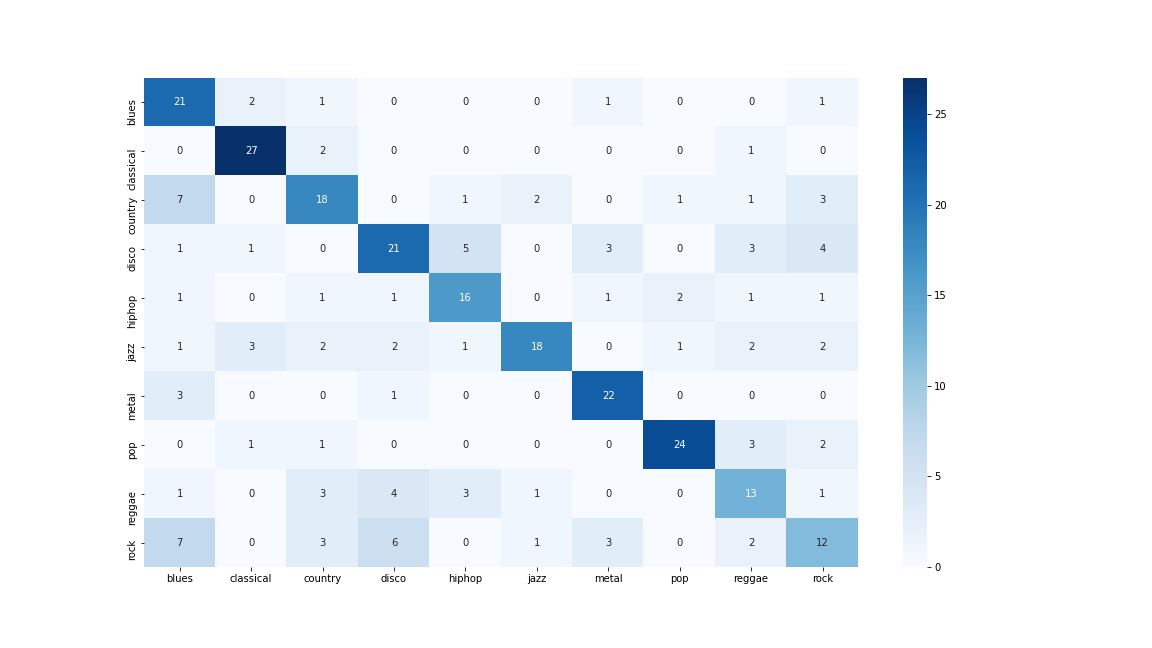 blues 21 2 1 0 0 0 1 0 0 1
classical 0 27 2 0 0 0 0 0 1 0
country 7 0 18 0 1 2 0 1 1 3
disco 1 1 0 21 5 0 3 0 3 4
hiphop 1 0 1 1 16 0 1 2 1 1
jazz 1 3 2 2 1 18 0 1 2 2
metal 3 0 0 1 0 0 22 0 0 0
pop 0 1 1 0 0 0 0 24 3 2
reggae 1 0 3 4 3 1 0 0 13 1
rock 7 0 3 6 0 1 3 0 2 12
blues classical country disco hiphop jazz metal pop reggae rock
25
20
15
10
5
0